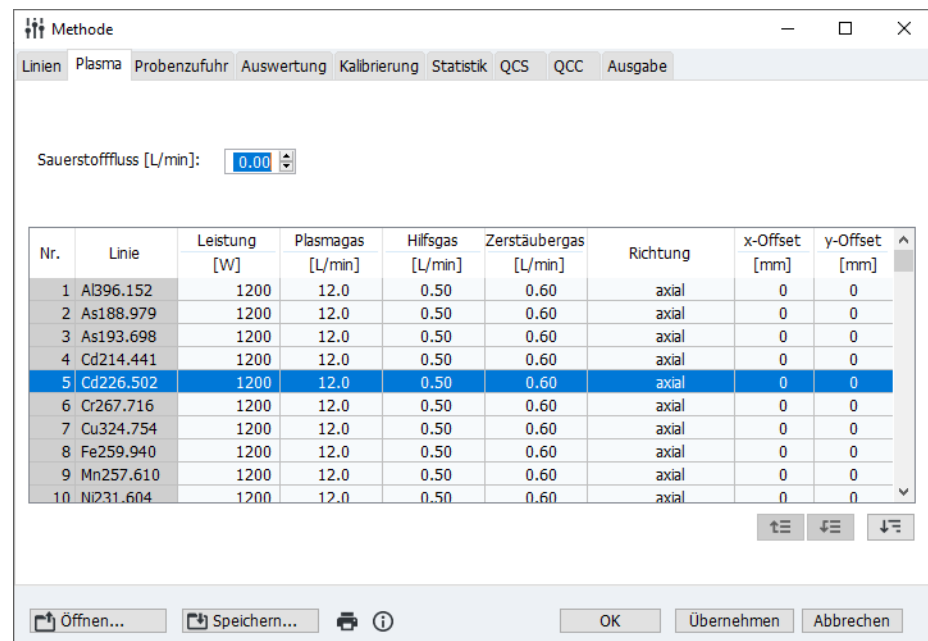 Methode
Linien Plasma Probenzufuhr Auswertung Kalibrierung Statistik QCS QCC Ausgabe
Sauerstofffluss [L/min]: 0.00
Nr. Linie Leistung [W] Plasmagas [L/min] Hilfsgas [L/min] Zerstäubergas [L/min] Richtung x-Offset [mm] y-Offset [mm]
1 Al396.152 1200 12.0 0.50 0.60 axial 0 0
2 As188.979 1200 12.0 0.50 0.60 axial 0 0
3 As193.698 1200 12.0 0.50 0.60 axial 0 0
4 Cd214.441 1200 12.0 0.50 0.60 axial 0 0
5 Cd226.502 1200 12.0 0.50 0.60 axial 0 0
6 Cr267.716 1200 12.0 0.50 0.60 axial 0 0
7 Cu324.754 1200 12.0 0.50 0.60 axial 0 0
8 Fe259.940 1200 12.0 0.50 0.60 axial 0 0
9 Mn257.610 1200 12.0 0.50 0.60 axial 0 0
10 Ni231.604 1200 12.0 0.50 0.60 axial 0 0
Öffnen... Speichern... OK Übernehmen Abbrechen